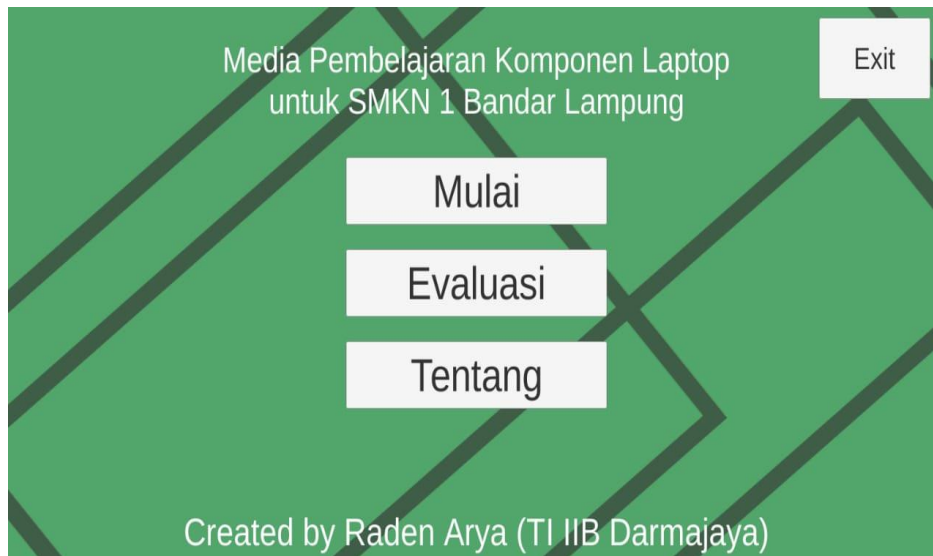 Media Pembelajaran Komponen Laptop
untuk SMKN 1 Bandar Lampung
Exit
Mulai
Evaluasi
Tentang
Created by Raden Arya (TI IIB Darmajaya)